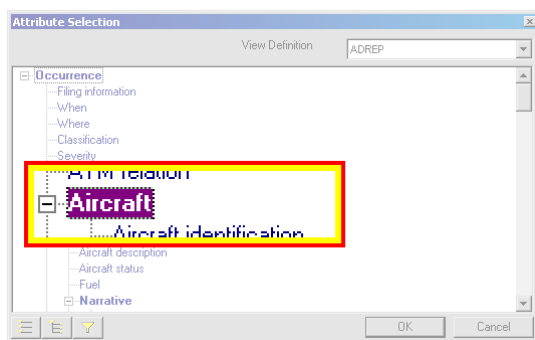 Attribute Selection
View Definition
ADREP
Occurrence
Filing information
When
Where
Classification
Severity
ATM relation
Aircraft
Aircraft identification
Aircraft description
Aircraft status
Fuel
Narrative
OK
Cancel